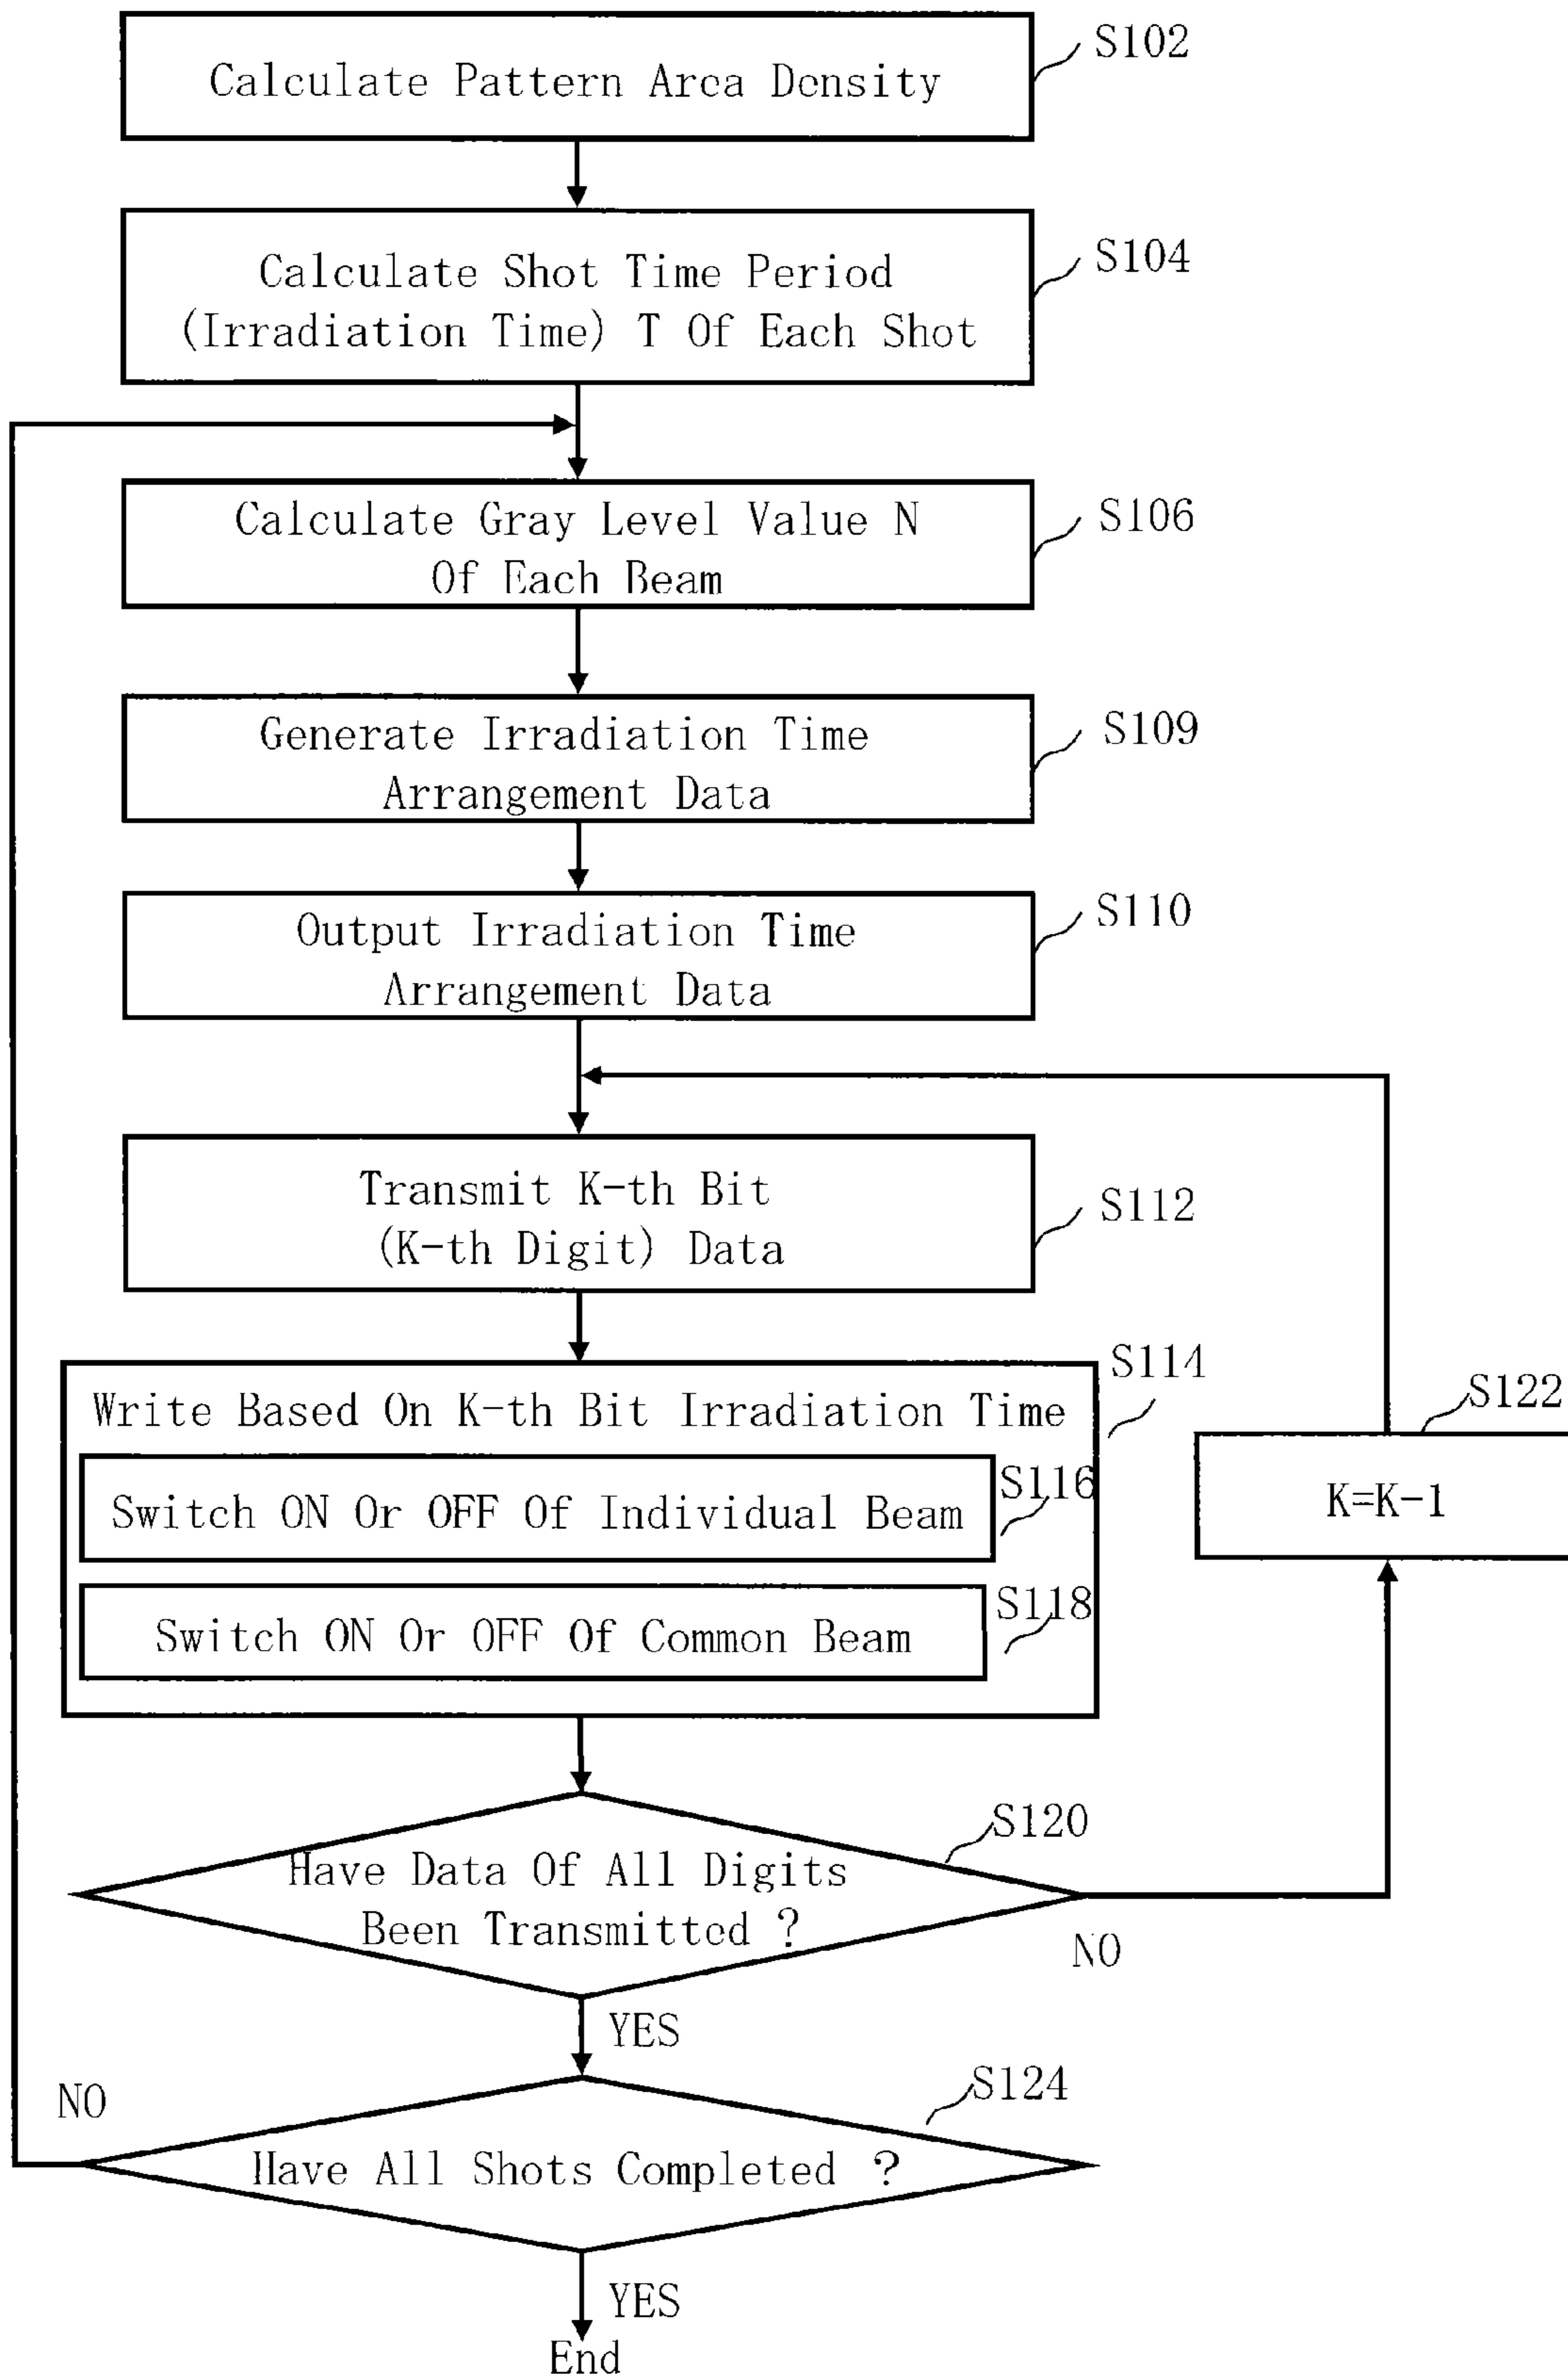 Calculate Pattern Area Density
S102
Calculate Shot Time Period
(Irradiation Time) T Of Each Shot
S104
Calculate Gray Level Value N
Of Each Beam
S106
Generate Irradiation Time
Arrangement Data
S109
Output Irradiation Time
Arrangement Data
S110
Transmit K-th Bit
(K-th Digit) Data
S112
Write Based On K-th Bit Irradiation Time
S114
Switch ON Or OFF Of Individual Beam
S116
Switch ON Or OFF Of Common Beam
S118
S122
K=K-1
Have Data Of All Digits
Been Transmitted ?
S120
NO
YES
Have All Shots Completed ?
S124
NO
YES
End